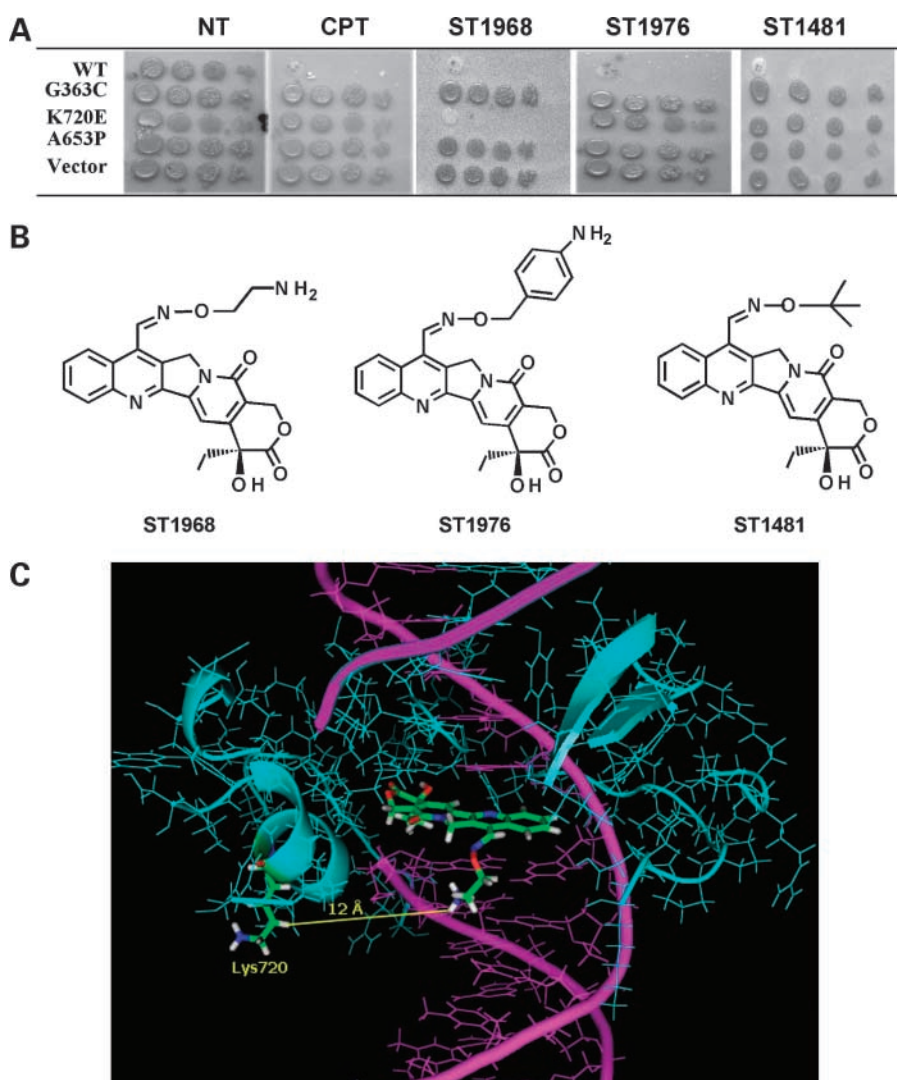 A
NT CPT ST1968 ST1976 ST1481
WT
G363C
K720E
A653P
Vector
B
NH2
N O
N
N
O
O
O
OH
ST1968
NH2
N O
N
N
O
O
O
OH
ST1976
N O
N
N
O
O
O
OH
ST1481
C
12 Å
Lys720